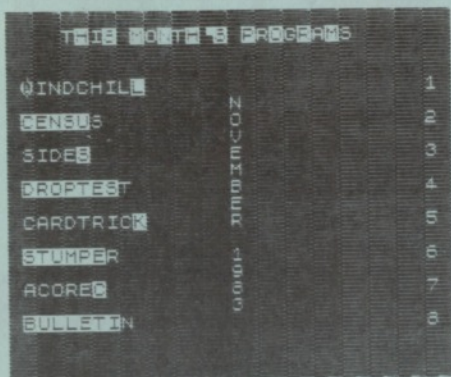 THIS MONTH'S PROGRAMS
WINDCHILL 1
CENSUS 2
SIDES 3
DROPTEST 4
CARDTRICK 5
STUMPER 6
ACOREC 7
BULLETIN 8
NOVEMBER 1983